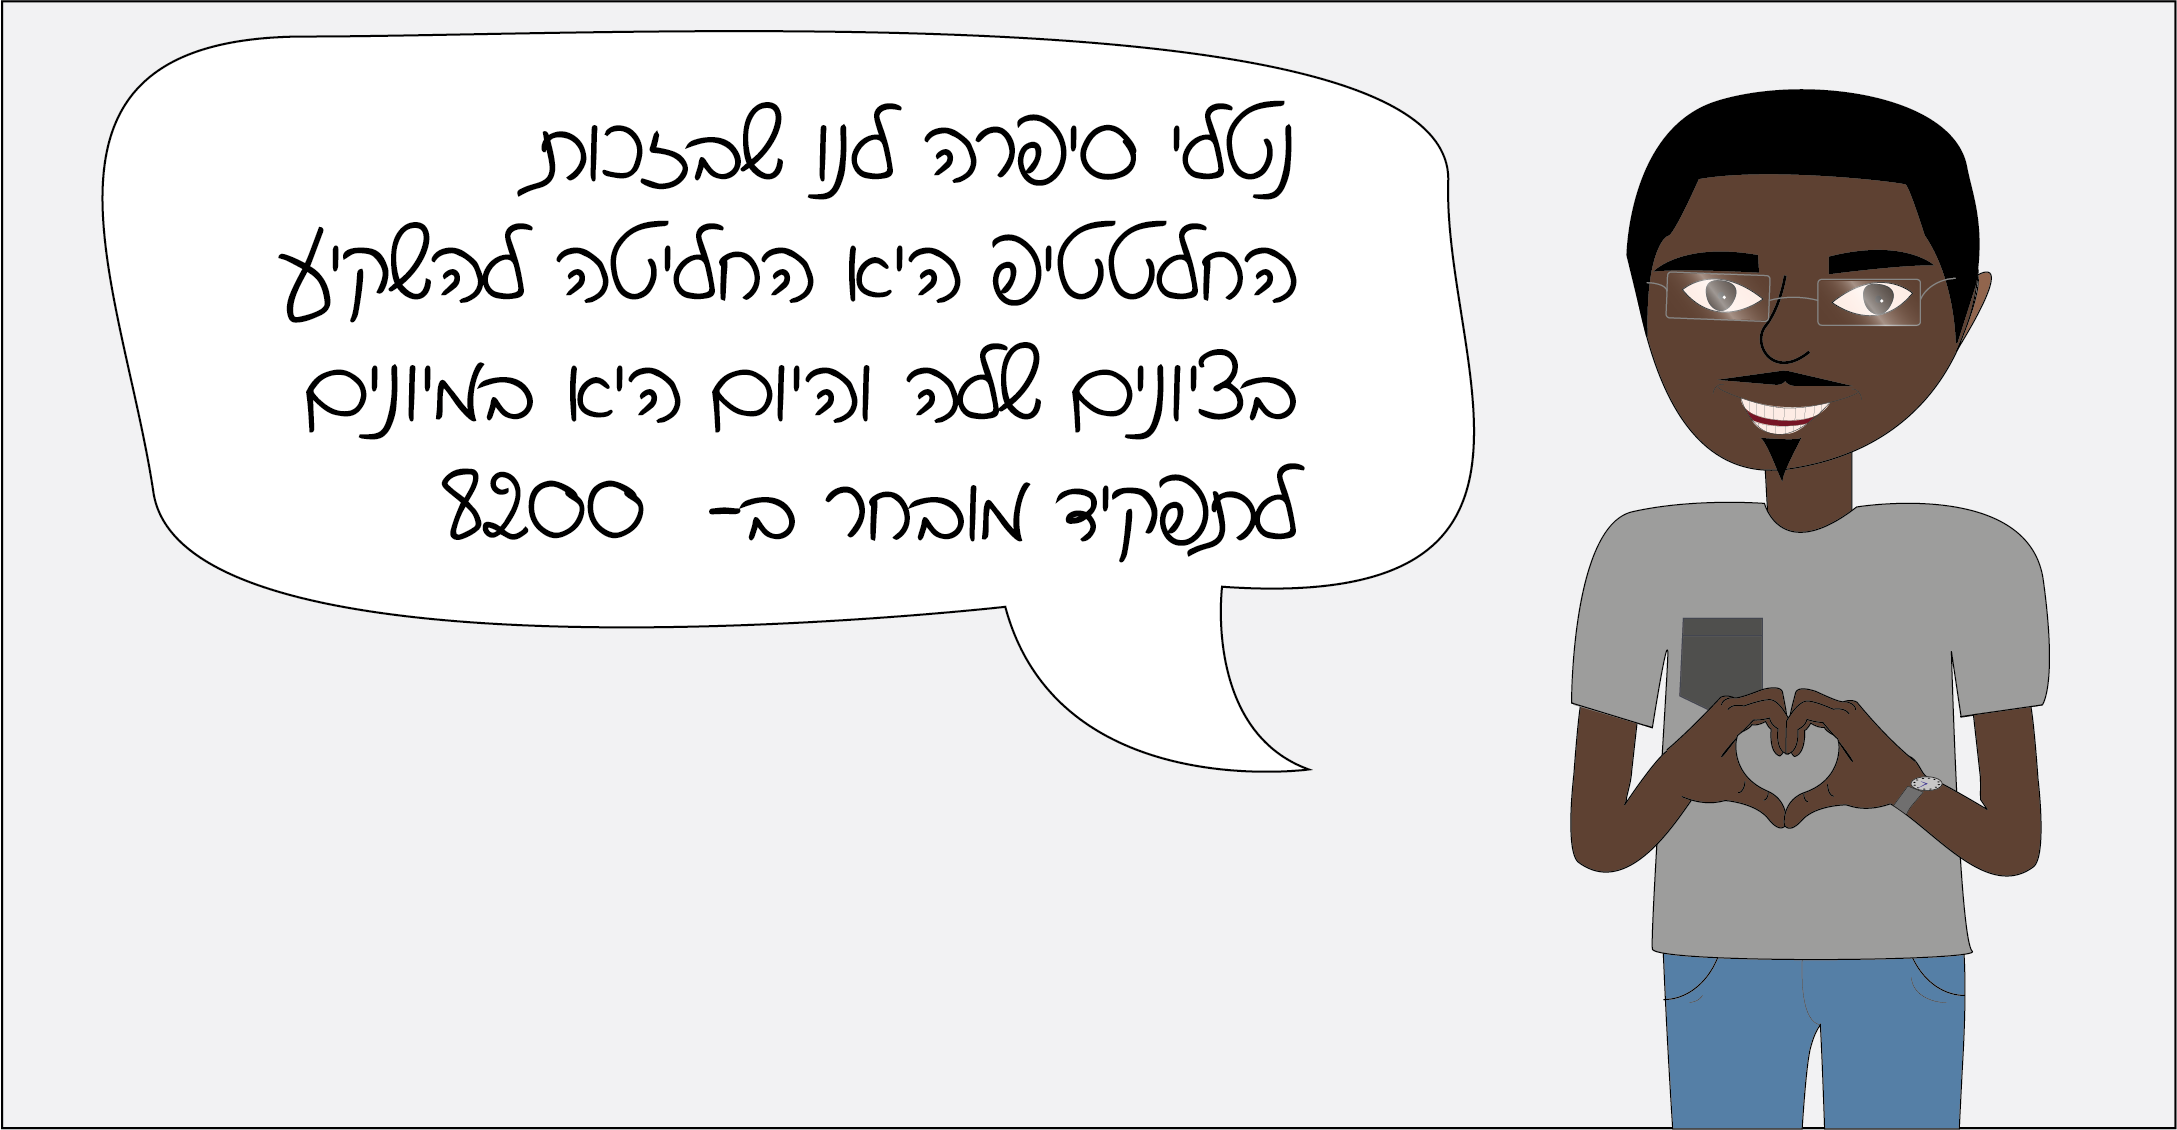 נטלי סיפרה לנו שבזכות
החלטטיפ היא החליטה להשקיע
בציונים שלה והיום היא במיונים
לתפקיד מובחר ב- 8200